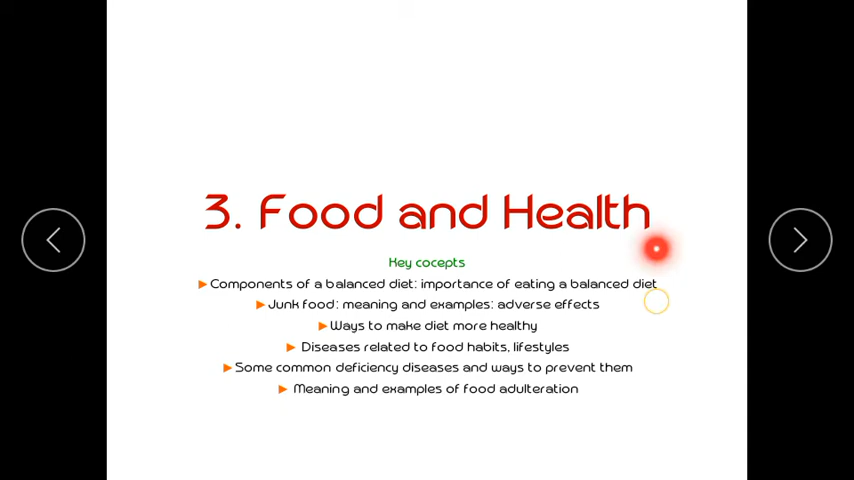 3. Food and Health
Key cocepts
►Components of a balanced diet: importance of eating a balanced diet
►Junk food: meaning and examples: adverse effects
►Ways to make diet more healthy
► Diseases related to food habits, lifestyles
►Some common deficiency diseases and ways to prevent them
► Meaning and examples of food adulteration